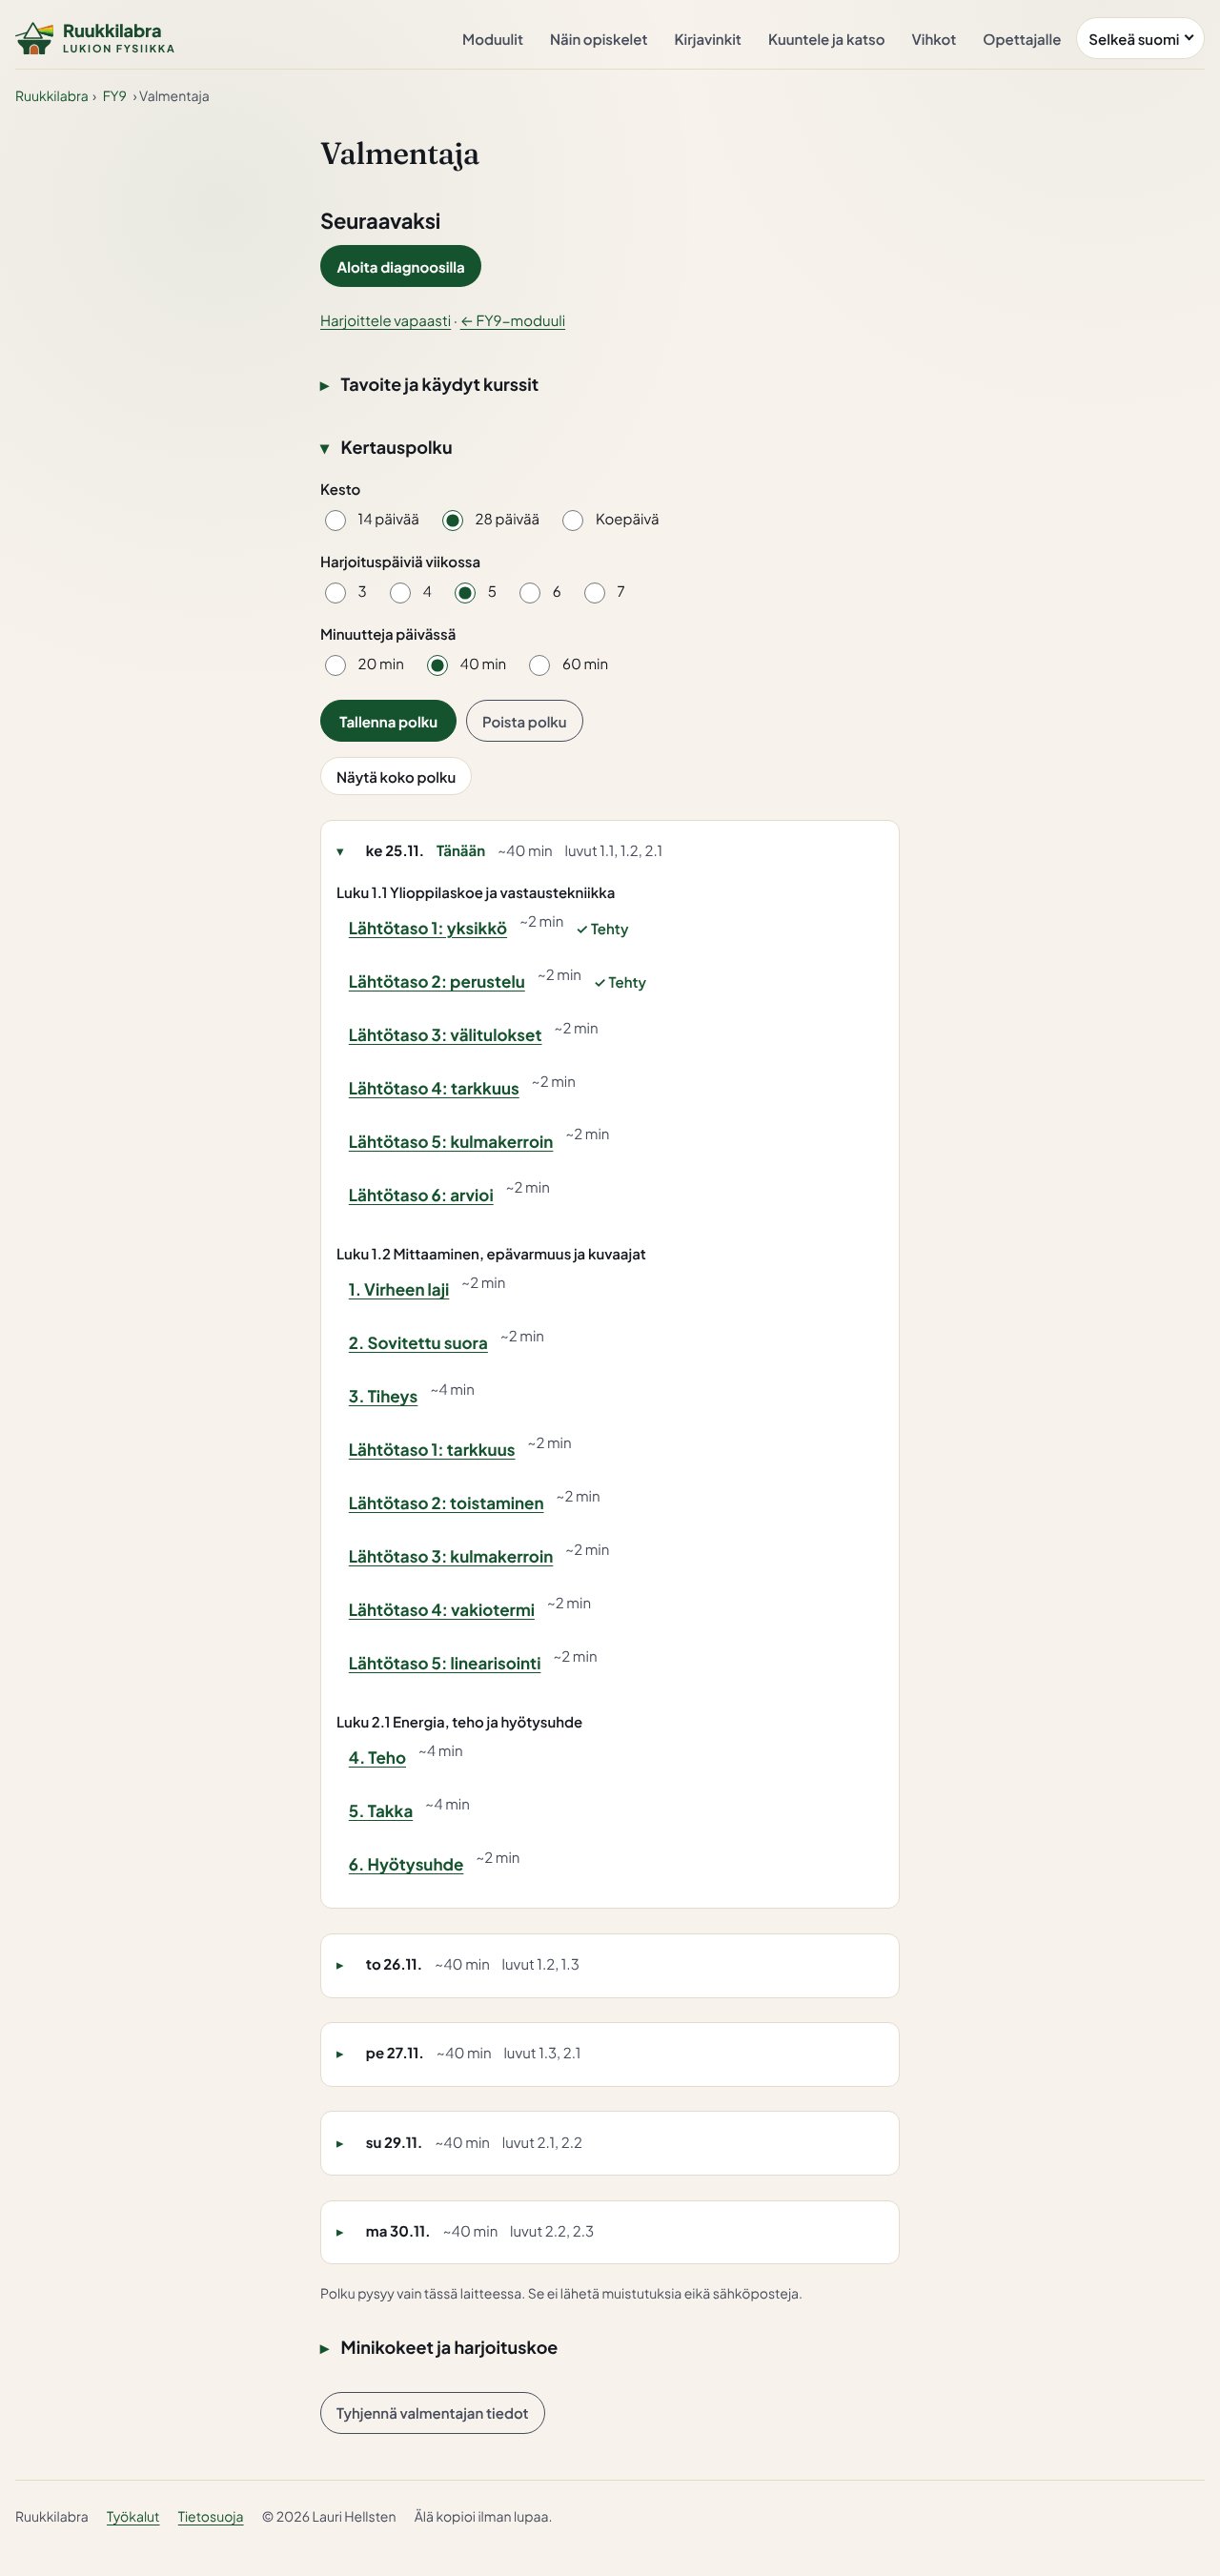 Ruukkilabra
LUKION FYSIIKKA
Moduulit Näin opiskelet Kirjavinkit Kuuntele ja katso Vihkot Opettajalle Selkeä suomi
Ruukkilabra › FY9 › Valmentaja
Valmentaja
Seuraavaksi
Aloita diagnoosilla
Harjoittele vapaasti · ← FY9-moduuli
▸ Tavoite ja käydyt kurssit
▾ Kertauspolku
Kesto
14 päivää 28 päivää Koepäivä
Harjoituspäiviä viikossa
3 4 5 6 7
Minuutteja päivässä
20 min 40 min 60 min
Tallenna polku Poista polku
Näytä koko polku
▾ ke 25.11. Tänään ~40 min luvut 1.1, 1.2, 2.1
Luku 1.1 Ylioppilaskoe ja vastaustekniikka
Lähtötaso 1: yksikkö ~2 min ✓ Tehty
Lähtötaso 2: perustelu ~2 min ✓ Tehty
Lähtötaso 3: välitulokset ~2 min
Lähtötaso 4: tarkkuus ~2 min
Lähtötaso 5: kulmakerroin ~2 min
Lähtötaso 6: arvioi ~2 min
Luku 1.2 Mittaaminen, epävarmuus ja kuvaajat
1. Virheen laji ~2 min
2. Sovitettu suora ~2 min
3. Tiheys ~4 min
Lähtötaso 1: tarkkuus ~2 min
Lähtötaso 2: toistaminen ~2 min
Lähtötaso 3: kulmakerroin ~2 min
Lähtötaso 4: vakiotermi ~2 min
Lähtötaso 5: linearisointi ~2 min
Luku 2.1 Energia, teho ja hyötysuhde
4. Teho ~4 min
5. Takka ~4 min
6. Hyötysuhde ~2 min
▸ to 26.11. ~40 min luvut 1.2, 1.3
▸ pe 27.11. ~40 min luvut 1.3, 2.1
▸ su 29.11. ~40 min luvut 2.1, 2.2
▸ ma 30.11. ~40 min luvut 2.2, 2.3
Polku pysyy vain tässä laitteessa. Se ei lähetä muistutuksia eikä sähköposteja.
▸ Minikokeet ja harjoituskoe
Tyhjennä valmentajan tiedot
Ruukkilabra Työkalut Tietosuoja © 2026 Lauri Hellsten Älä kopioi ilman lupaa.